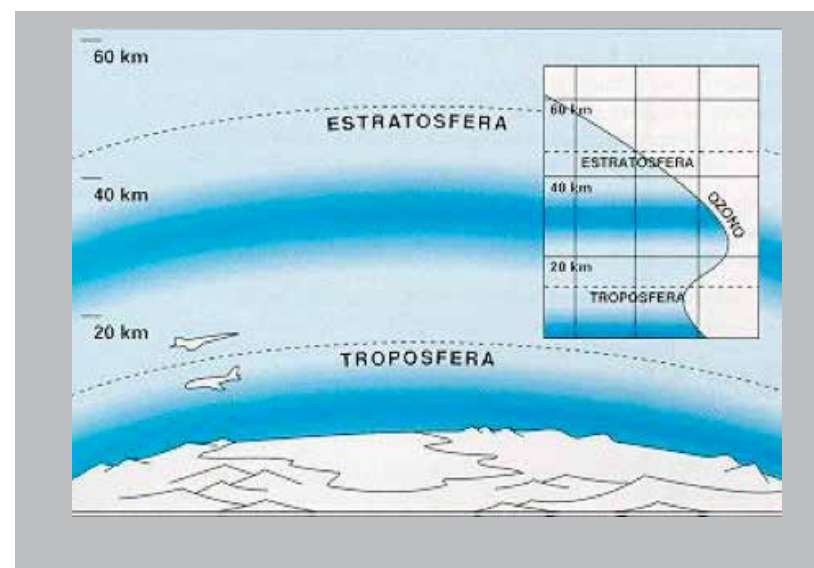 60 km
ESTRATOSFERA
40 km
20 km
TROPOSFERA
60 km
ESTRATOSFERA
40 km
OZONO
20 km
TROPOSFERA